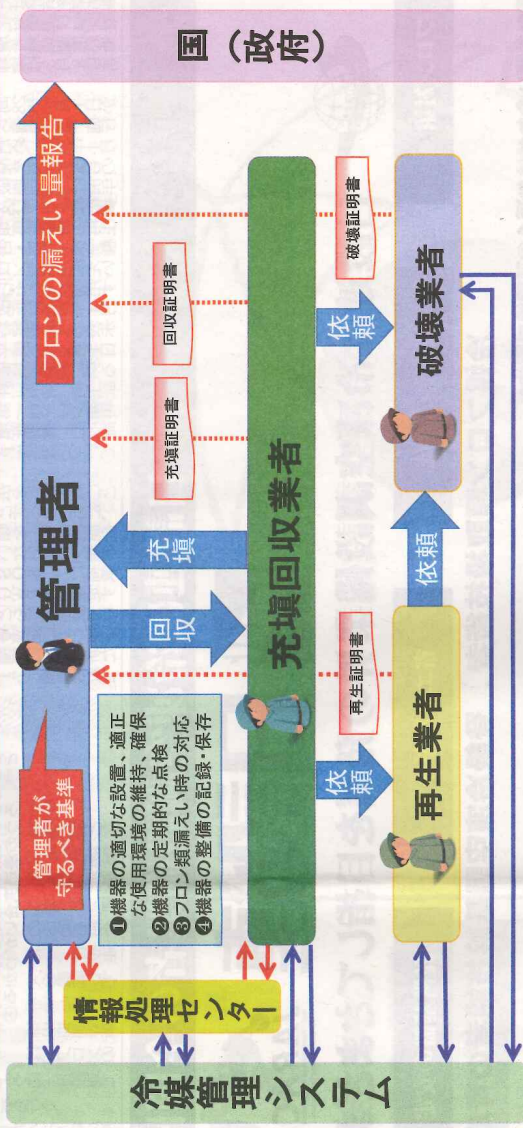 国（政府）
フロンの漏えい量報告
管理者
管理者が
守るべき基準
❶機器の適切な設置、適正
な使用環境の維持、確保
❷機器の定期的な点検
❸フロン類漏えい時の対応
❹機器の整備の記録・保存
回収
充填
充填証明書
回収証明書
破壊証明書
再生証明書
充填回収業者
依頼
依頼
再生業者
依頼
破壊業者
情報処理
センター
冷媒管理システム